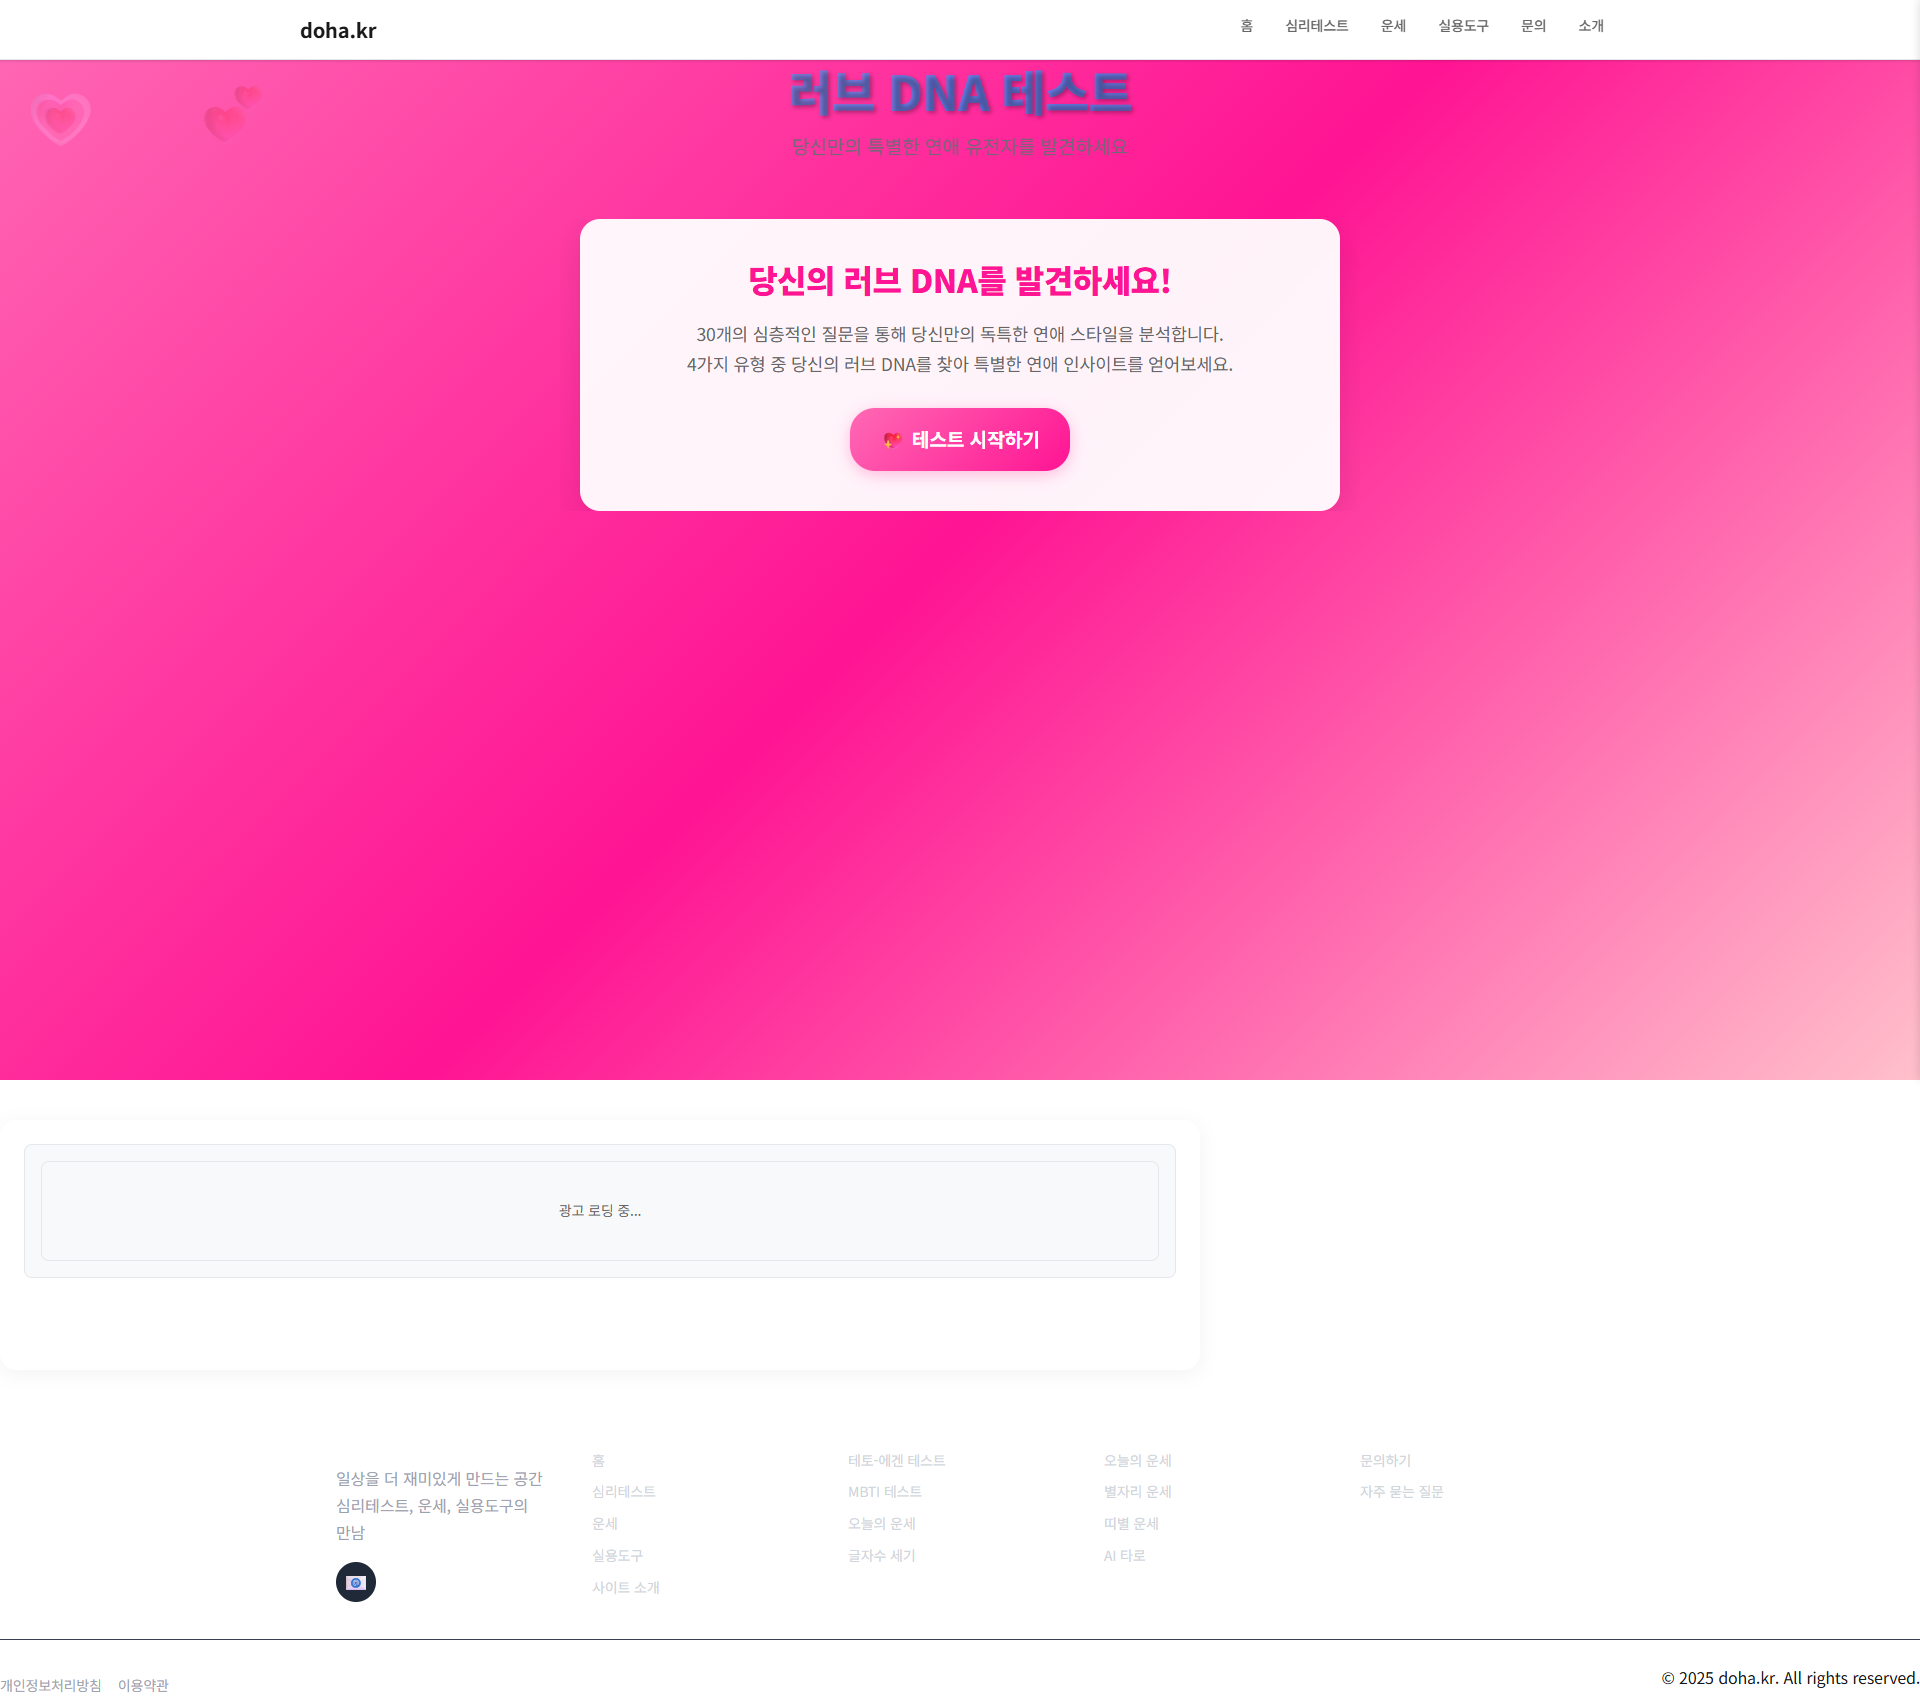 doha.kr
홈
심리테스트
운세
실용도구
문의
소개
러브 DNA 테스트
당신만의 특별한 연애 유전자를 발견하세요
당신의 러브 DNA를 발견하세요!
30개의 심층적인 질문을 통해 당신만의 독특한 연애 스타일을 분석합니다.
4가지 유형 중 당신의 러브 DNA를 찾아 특별한 연애 인사이트를 얻어보세요.
💖 테스트 시작하기
광고 로딩 중...
일상을 더 재미있게 만드는 공간
심리테스트, 운세, 실용도구의
만남
홈
심리테스트
운세
실용도구
사이트 소개
테토-에겐 테스트
MBTI 테스트
오늘의 운세
글자수 세기
오늘의 운세
별자리 운세
띠별 운세
AI 타로
문의하기
자주 묻는 질문
개인정보처리방침
이용약관
© 2025 doha.kr. All rights reserved.